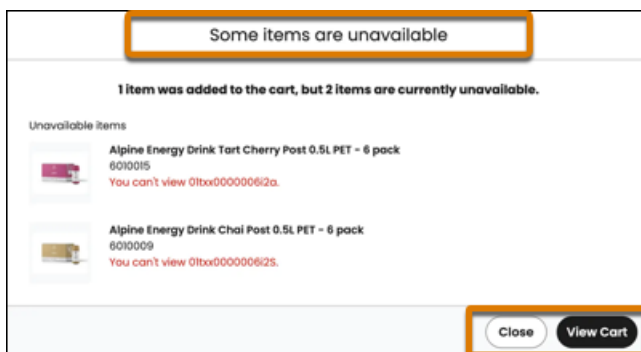 Some items are unavailable
1 item was added to the cart, but 2 items are currently unavailable.
Unavailable items
Alpine Energy Drink Tart Cherry Post 0.5L PET - 6 pack
6010015
You can't view 01txx0000006i2a.
Alpine Energy Drink Chai Post 0.5L PET - 6 pack
6010009
You can't view 01txx0000006i2S.
Close
View Cart